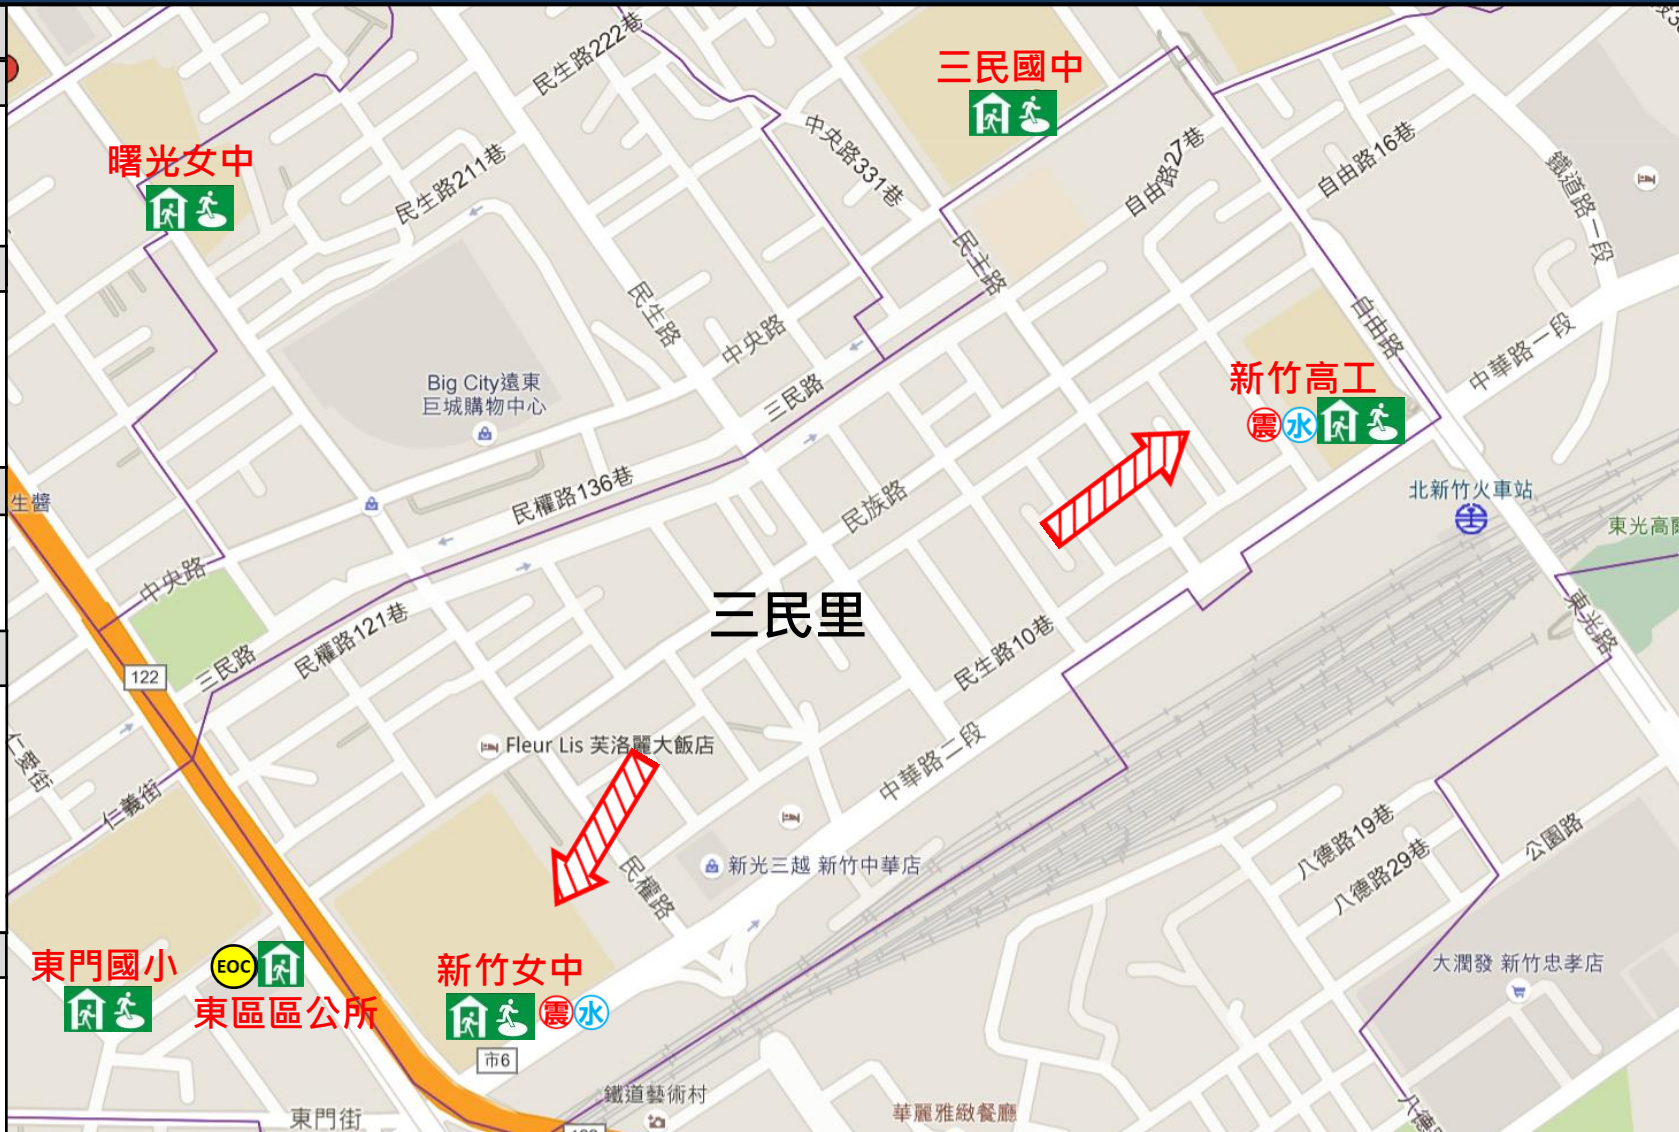 民生路222巷
三民國中
中央路331巷
自由路27巷
自由路16巷
鐵道路一段
曙光女中
民生路211巷
民主路
民生路
中央路
自由路
中華路一段
Big City遠東
巨城購物中心
三民路
新竹高工
震
水
生醬
民權路136巷
民族路
北新竹火車站
東光高爾
中央路
三民里
東光路
民權路121巷
三民路
民生路10巷
122
仁愛街
Fleur Lis 芙洛麗大飯店
中華路二段
仁義街
八德路19巷
公園路
民權路
新光三越 新竹中華店
八德路29巷
東門國小
EOC
東區區公所
新竹女中
震
水
大潤發 新竹忠孝店
市6
鐵道藝術村
東門街
華麗雅緻餐廳